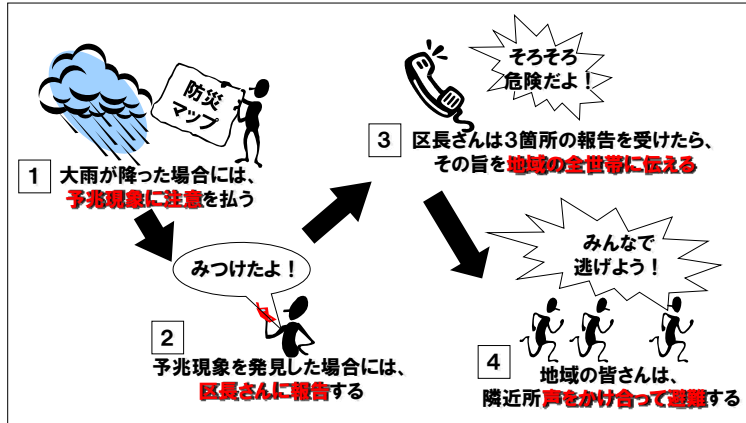 防災
マップ
1
大雨が降った場合には、
予兆現象に注意を払う
みつけたよ！
2
予兆現象を発見した場合には、
区長さんに報告する
そろそろ
危険だよ！
3
区長さんは３箇所の報告を受けたら、
その旨を地域の全世帯に伝える
みんなで
逃げよう！
4
地域の皆さんは、
隣近所声をかけ合って避難する